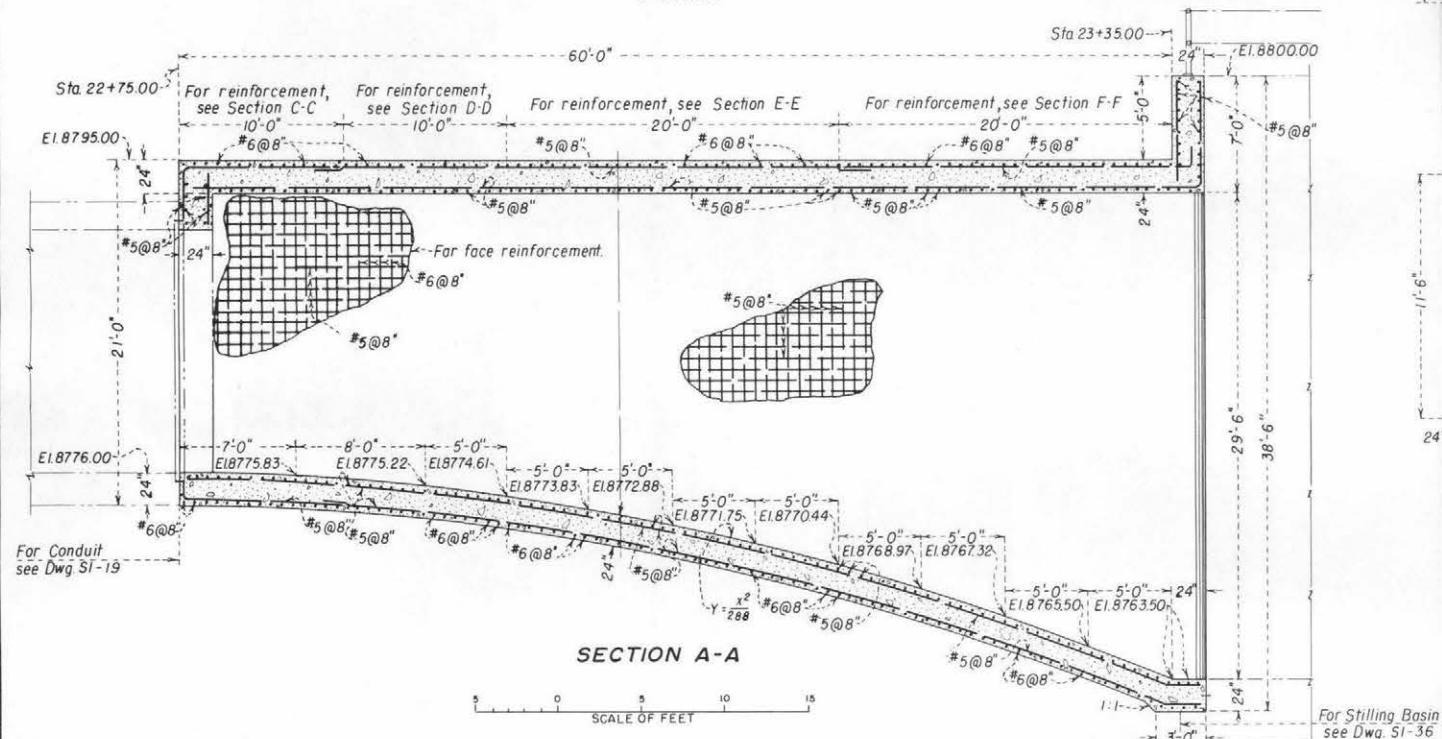 Sta. 23+35.00
24"
El. 8800.00
60'-0"
Sta. 22+75.00
For reinforcement, see Section C-C
For reinforcement, see Section D-D
For reinforcement, see Section E-E
For reinforcement, see Section F-F
10'-0"
10'-0"
20'-0"
20'-0"
5'-0"
7'-0"
#5@8"
El. 8795.00
#6@8"
#5@8"
#6@8"
#6@8"
#5@8"
24"
#5@8"
#5@8"
#5@8"
#5@8"
24"
#5@8"
24"
Far face reinforcement.
#6@8"
#5@8"
#5@8"
21'-0"
11'-6"
24"
29'-6"
38'-6"
7'-0"
8'-0"
5'-0"
El. 8776.00
El. 8775.83
El. 8775.22
El. 8774.61
5'-0"
5'-0"
El. 8773.83
El. 8772.88
5'-0"
5'-0"
El. 8771.75
El. 8770.44
5'-0"
5'-0"
El. 8768.97
El. 8767.32
5'-0"
5'-0"
24"
El. 8765.50
El. 8763.50
24"
#6@8"
#5@8"
#5@8"
#6@8"
#6@8"
24"
#5@8"
Y = x²/288
#6@8"
#5@8"
#5@8"
#6@8"
1:1
24"
3'-0"
For Conduit
see Dwg. SI-19
SECTION A-A
5 0 5 10 15
SCALE OF FEET
For Stilling Basin
see Dwg. SI-36